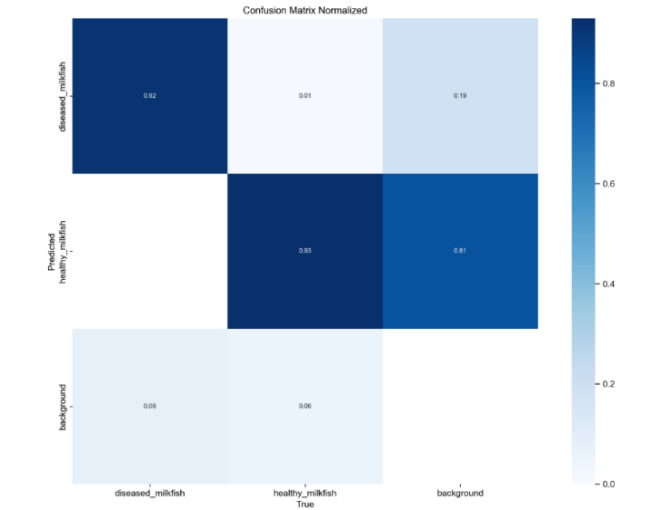 Confusion Matrix Normalized
diseased_milkfish
0.92
0.01
0.19
Predicted
healthy_milkfish
0.93
0.81
background
0.08
0.06
diseased_milkfish
healthy_milkfish
background
True
0.8
0.6
0.4
0.2
0.0